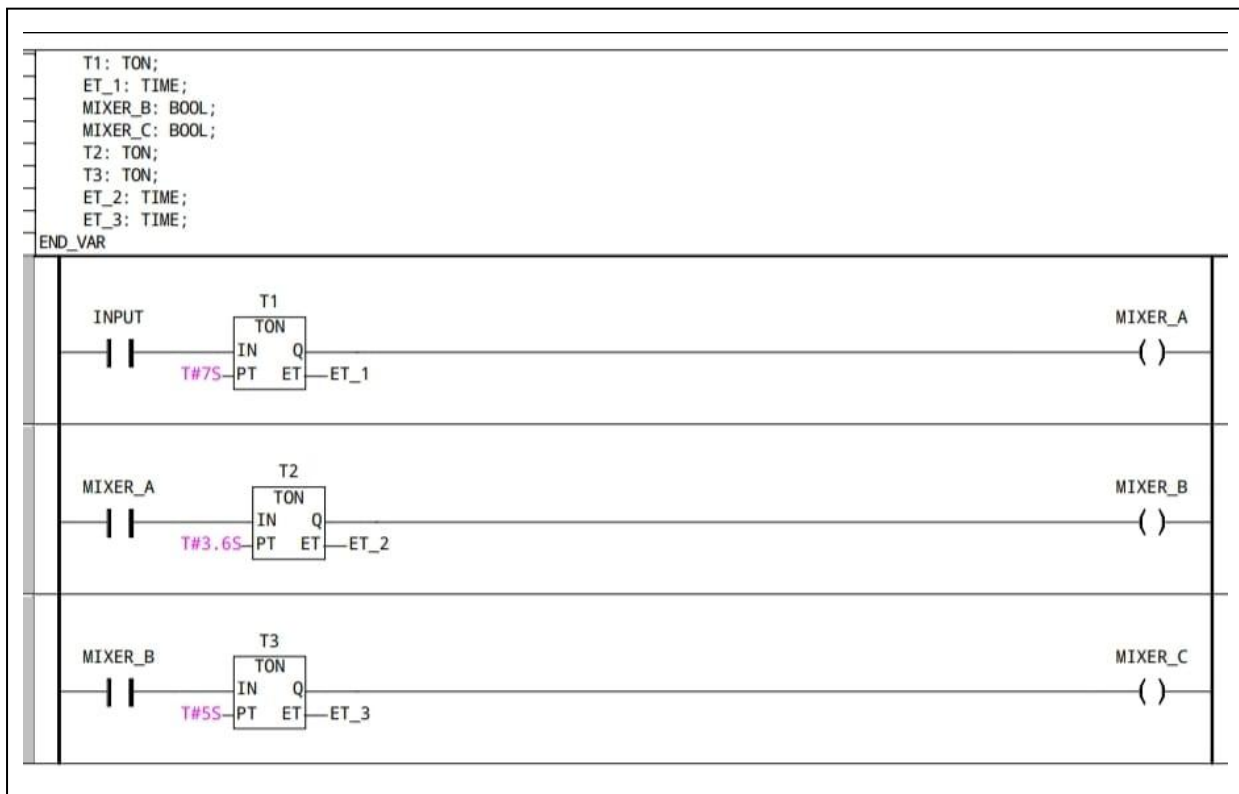 T1: TON;
ET_1: TIME;
MIXER_B: BOOL;
MIXER_C: BOOL;
T2: TON;
T3: TON;
ET_2: TIME;
ET_3: TIME;
END_VAR
T1
INPUT TON MIXER_A
IN Q
T#7S PT ET ET_1
T2
MIXER_A TON MIXER_B
IN Q
T#3.6S PT ET ET_2
T3
MIXER_B TON MIXER_C
IN Q
T#5S PT ET ET_3